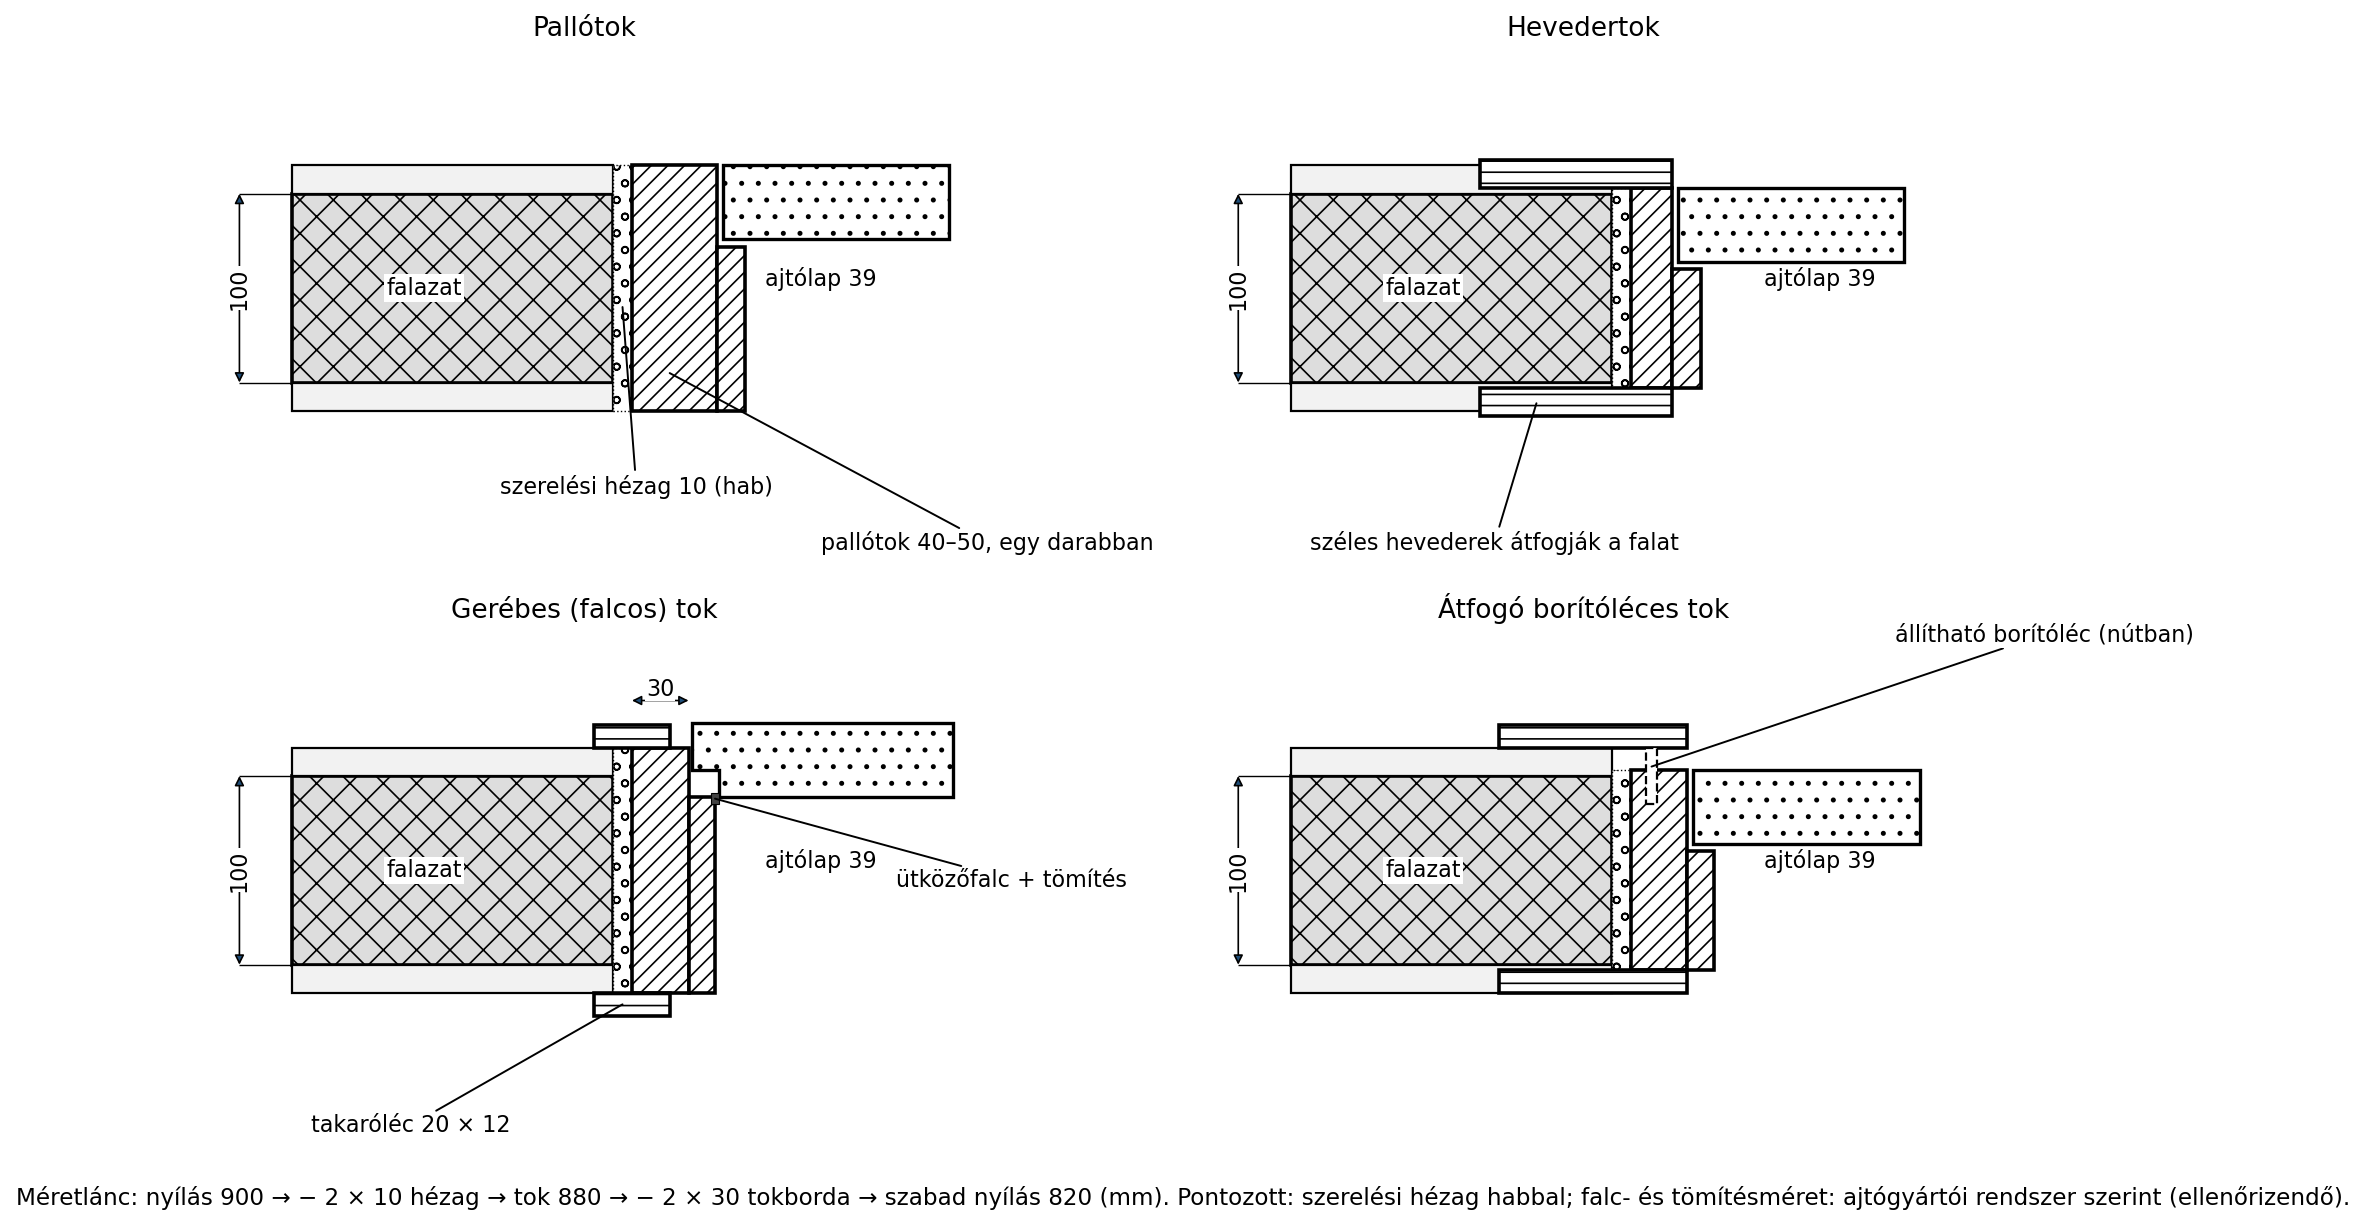 Pallótok
Hevedertok
100
falazat
ajtólap 39
szerelési hézag 10 (hab)
pallótok 40–50, egy darabban
100
falazat
ajtólap 39
széles hevederek átfogják a falat
Gerébes (falcos) tok
Átfogó borítóléces tok
30
100
falazat
ajtólap 39
ütközőfalc + tömítés
takaróléc 20 × 12
állítható borítóléc (nútban)
100
falazat
ajtólap 39
Méretlánc: nyílás 900 → − 2 × 10 hézag → tok 880 → − 2 × 30 tokborda → szabad nyílás 820 (mm). Pontozott: szerelési hézag habbal; falc- és tömítésméret: ajtógyártói rendszer szerint (ellenőrizendő).